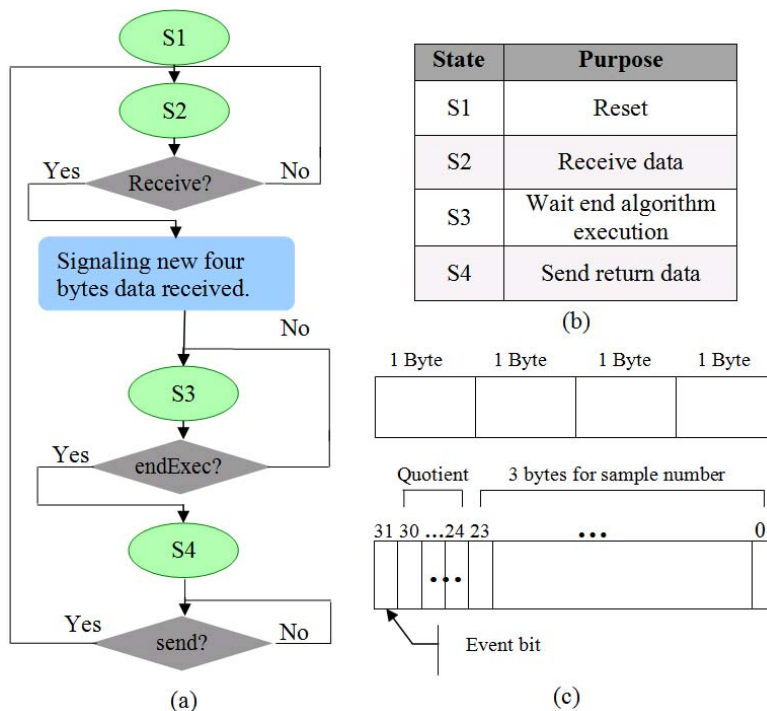 S1
S2
Yes
Receive?
No
Signaling new four
bytes data received.
No
S3
Yes
endExec?
S4
Yes
send?
No
(a)
State Purpose
S1 Reset
S2 Receive data
S3 Wait end algorithm
execution
S4 Send return data
(b)
1 Byte 1 Byte 1 Byte 1 Byte
Quotient 3 bytes for sample number
31 30 ...24 23 ... 0
...
Event bit
(c)